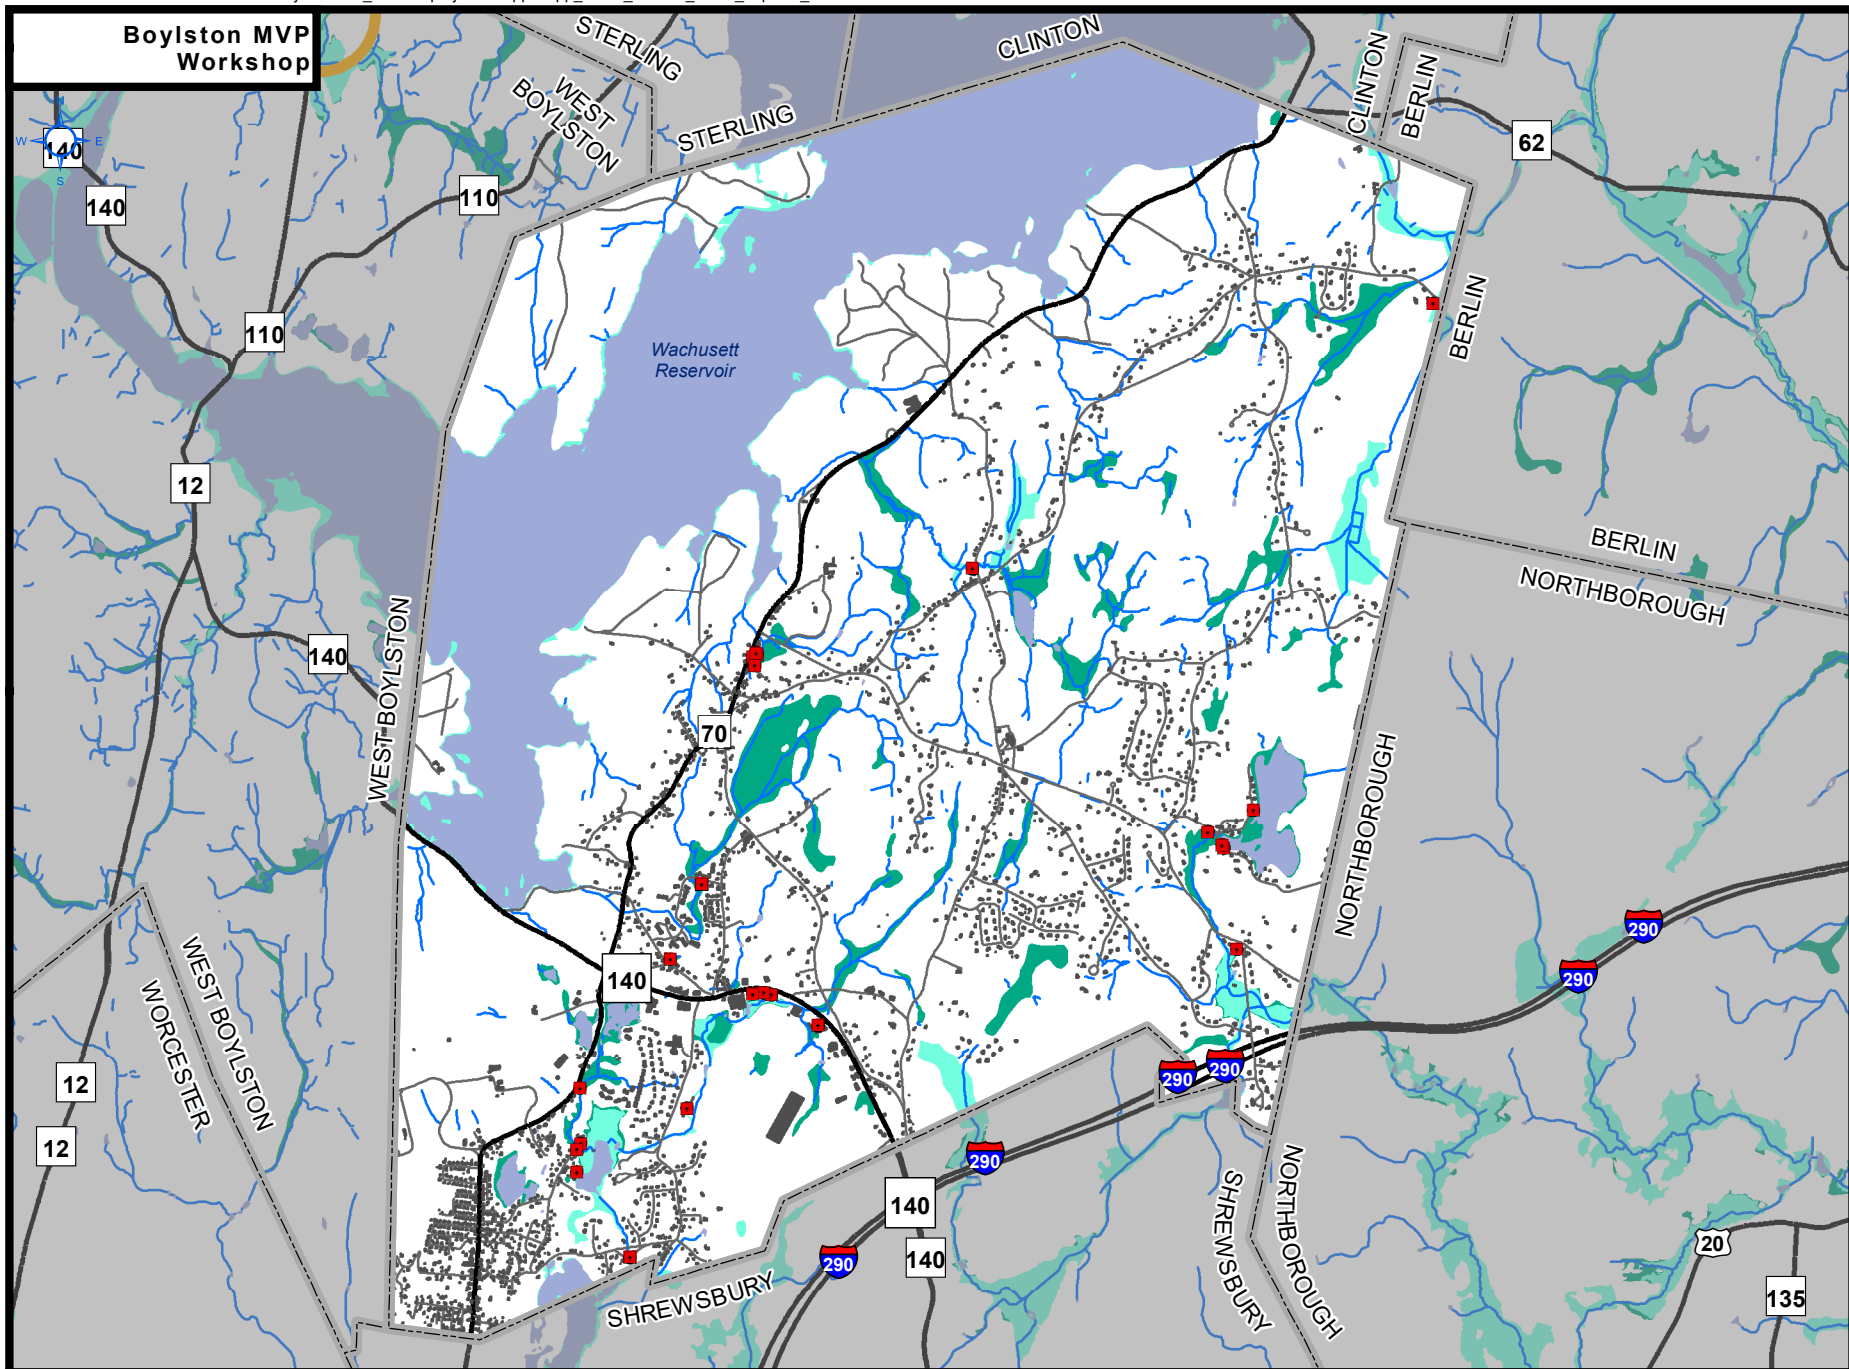 Boylston MVP
Workshop
STERLING
CLINTON
CLINTON
BERLIN
WEST
BOYLSTON
STERLING
62
N
W
E
S
140
140
110
110
BERLIN
Wachusett
Reservoir
12
BERLIN
NORTHBOROUGH
140
WEST BOYLSTON
70
NORTHBOROUGH
290
290
140
WEST BOYLSTON
WORCESTER
12
12
290
290
290
140
140
290
SHREWSBURY
SHREWSBURY
NORTHBOROUGH
20
135